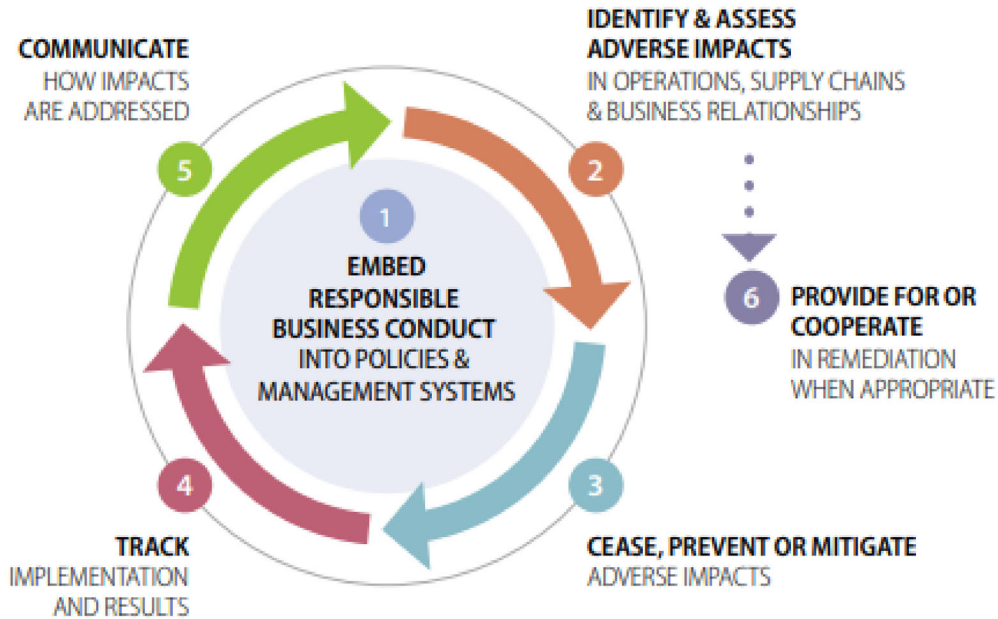 1
EMBED
RESPONSIBLE
BUSINESS CONDUCT
INTO POLICIES &
MANAGEMENT SYSTEMS
2
IDENTIFY & ASSESS
ADVERSE IMPACTS
IN OPERATIONS, SUPPLY CHAINS
& BUSINESS RELATIONSHIPS
3
CEASE, PREVENT OR MITIGATE
ADVERSE IMPACTS
4
TRACK
IMPLEMENTATION
AND RESULTS
5
COMMUNICATE
HOW IMPACTS
ARE ADDRESSED
6
PROVIDE FOR OR
COOPERATE
IN REMEDIATION
WHEN APPROPRIATE